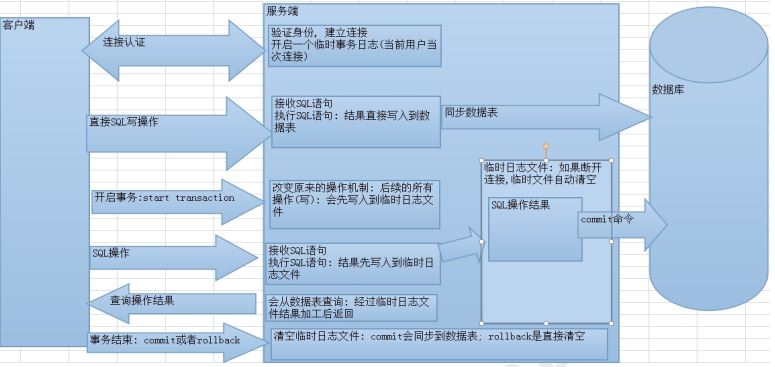 客户端
服务端
连接认证
验证身份, 建立连接
开启一个临时事务日志(当前用户当
次连接)
数据库
直接SQL写操作
接收SQL语句
执行SQL语句: 结果直接写入到数
据表
同步数据表
开启事务:start transaction
改变原来的操作机制: 后续的所有
操作(写): 会先写入到临时日志文
件
临时日志文件: 如果断开
连接,临时文件自动清空
SQL操作结果
commit命令
SQL操作
接收SQL语句
执行SQL语句: 结果先写入到临时日
志文件
查询操作结果
会从数据表查询: 经过临时日志文
件结果加工后返回
事务结束: commit或者rollback
清空临时日志文件: commit会同步到数据表; rollback是直接清空